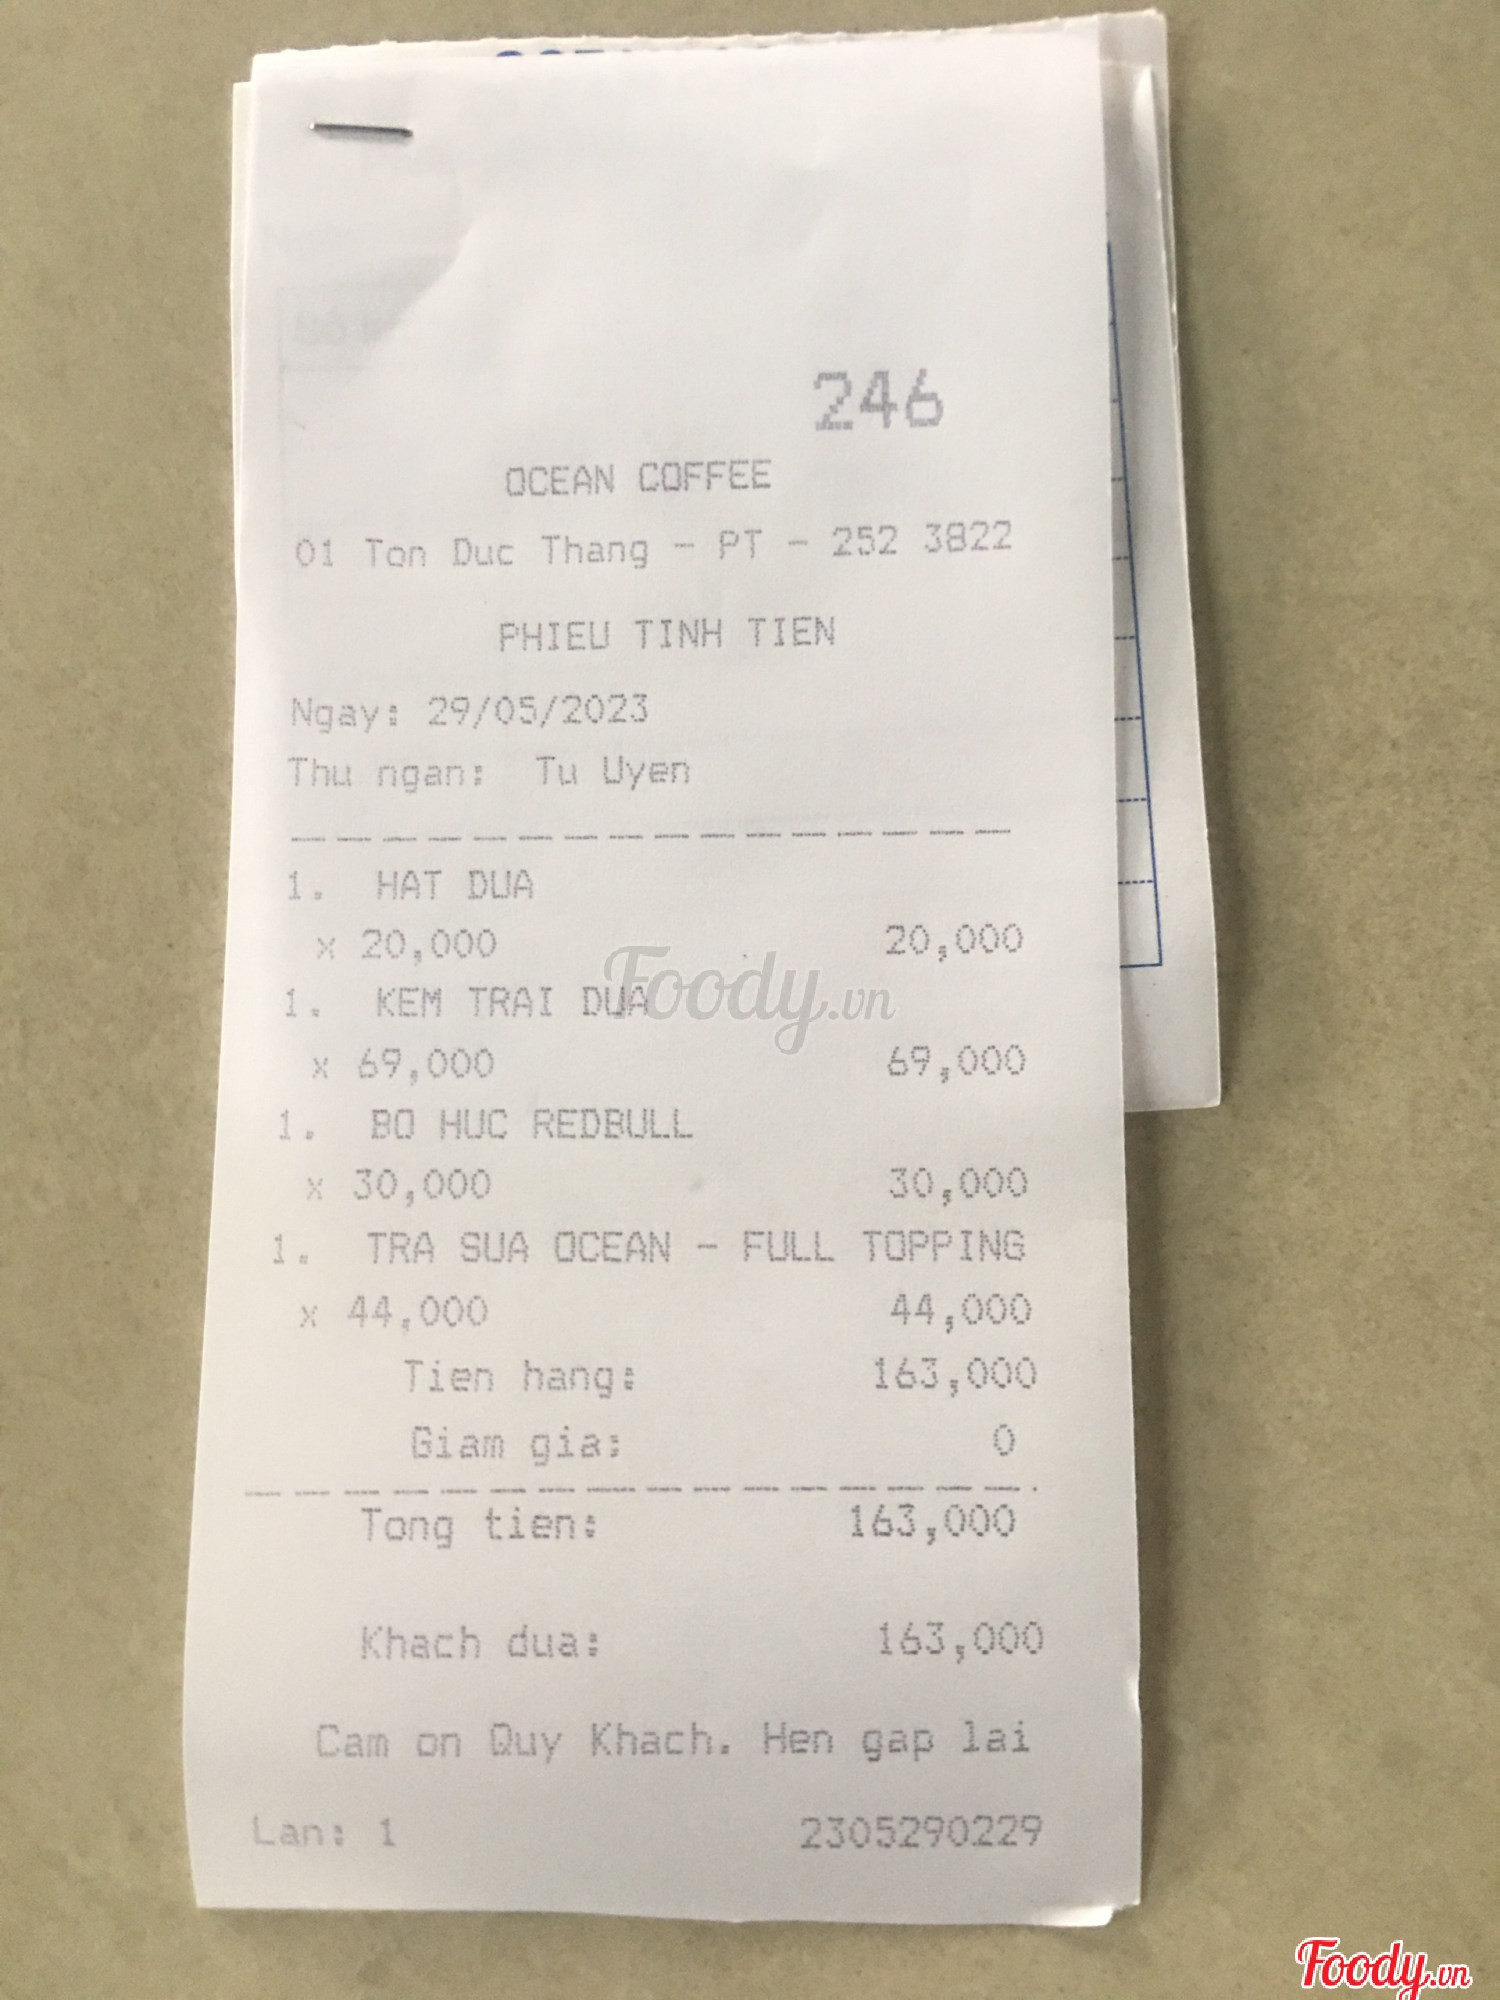 246
OCEAN COFFEE
01 Ton Duc Thang - PT - 252 3822
PHIEU TINH TIEN
Ngay: 29/05/2023
Thu ngan: Tu Uyen
1. HAT DUA
x 20,000 20,000
Foody.vn
1. KEM TRAI DUA
x 69,000 69,000
1. BO HUC REDBULL
x 30,000 30,000
1. TRA SUA OCEAN - FULL TOPPING
x 44,000 44,000
Tien hang: 163,000
Giam gia: 0
Tong tien: 163,000
Khach dua: 163,000
Cam on Quy Khach. Hen gap lai
Lan: 1 2305290229
Foody.vn